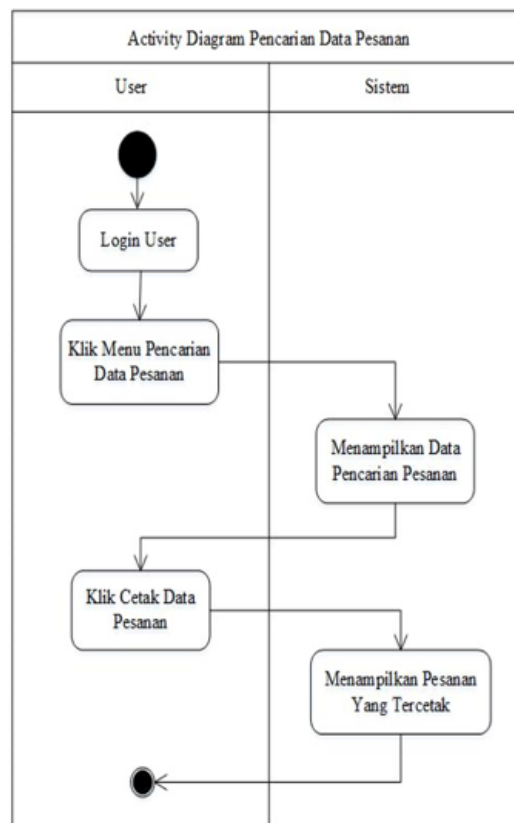 Activity Diagram Pencarian Data Pesanan
User
Sistem
Login User
Klik Menu Pencarian
Data Pesanan
Menampilkan Data
Pencarian Pesanan
Klik Cetak Data
Pesanan
Menampilkan Pesanan
Yang Tercetak